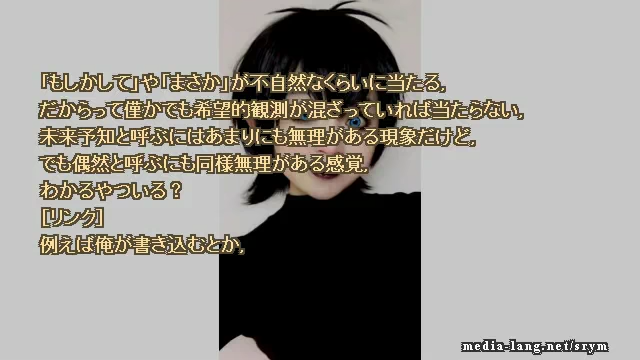 「もしかして」や「まさか」が不自然なくらいに当たる,
だからって僅かでも希望的観測が混ざっていれば当たらない,
未来予知と呼ぶにはあまりにも無理がある現象だけど,
でも偶然と呼ぶにも同様無理がある感覚,
わかるやついる？
[リンク]
例えば俺が書き込むとか,
media-lang.net/srym